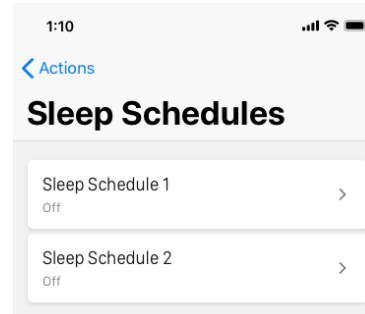 1:10
Actions
Sleep Schedules
Sleep Schedule 1
Off
Sleep Schedule 2
Off